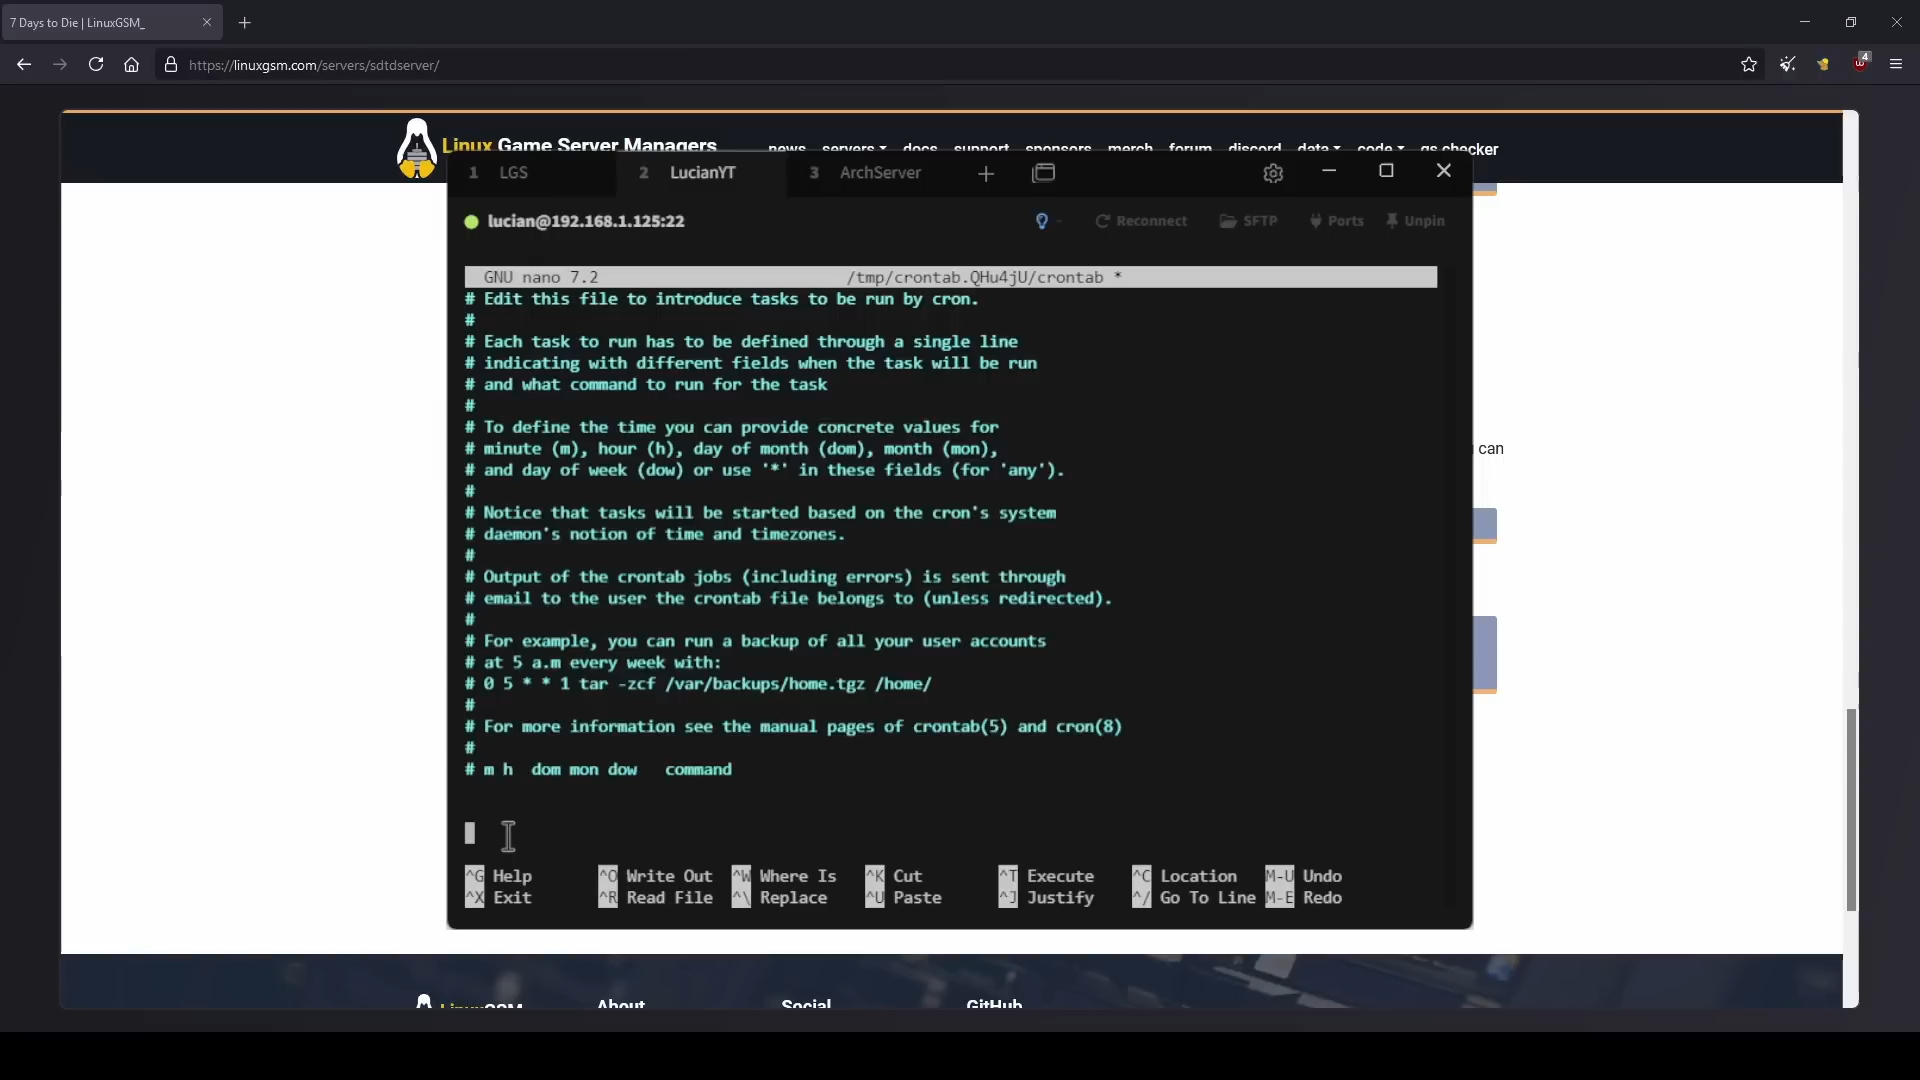 7 Days to Die | LinuxGSM_
https://linuxgsm.com/servers/sdtdserver/
4
Linux Game Server Managers
news servers docs support sponsors merch forum discord data code gs checker
1 LGS 2 LucianYT 3 ArchServer
lucian@192.168.1.125:22
Reconnect SFTP Ports Unpin
GNU nano 7.2 /tmp/crontab.QHu4jU/crontab *
# Edit this file to introduce tasks to be run by cron.
#
# Each task to run has to be defined through a single line
# indicating with different fields when the task will be run
# and what command to run for the task
#
# To define the time you can provide concrete values for
# minute (m), hour (h), day of month (dom), month (mon),
can
# and day of week (dow) or use '*' in these fields (for 'any').
#
# Notice that tasks will be started based on the cron's system
# daemon's notion of time and timezones.
#
# Output of the crontab jobs (including errors) is sent through
# email to the user the crontab file belongs to (unless redirected).
#
# For example, you can run a backup of all your user accounts
# at 5 a.m every week with:
# 0 5 * * 1 tar -zcf /var/backups/home.tgz /home/
#
# For more information see the manual pages of crontab(5) and cron(8)
#
# m h  dom mon dow   command
^G Help ^O Write Out ^W Where Is ^K Cut ^T Execute ^C Location M-U Undo
^X Exit ^R Read File ^\ Replace ^U Paste ^J Justify ^/ Go To Line M-E Redo
LinuxGSM About Social GitHub